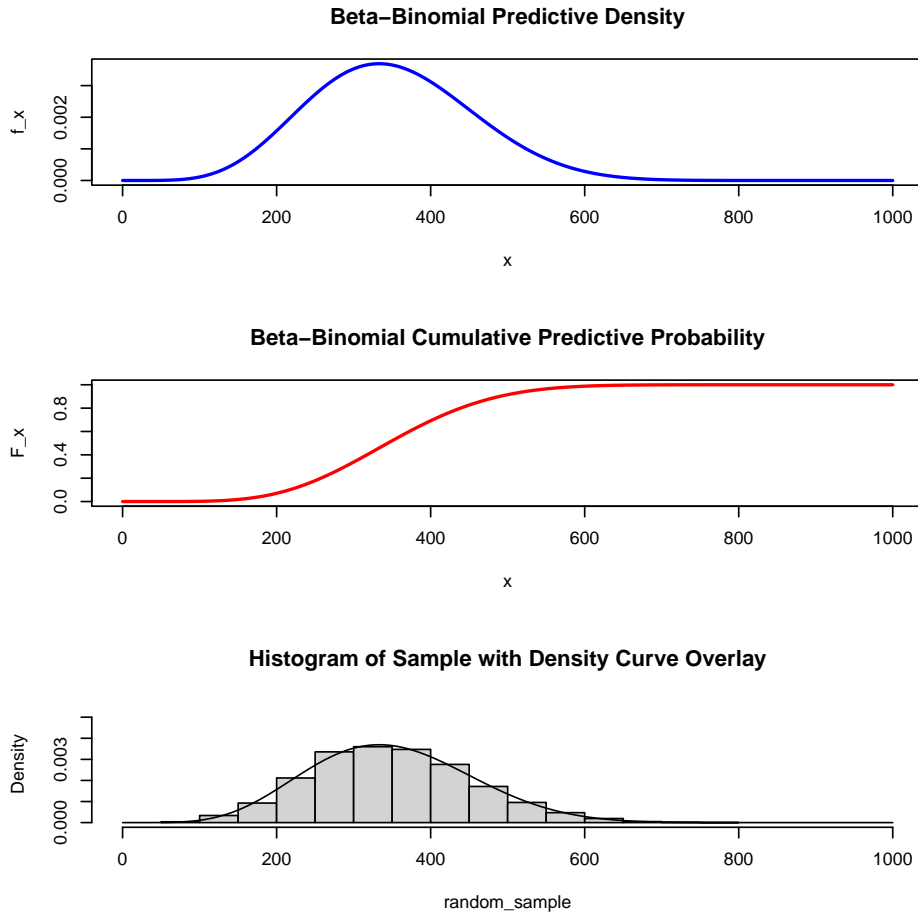 Beta−Binomial Predictive Density
f_x
0.002
0.000
0 200 400 600 800 1000
x
Beta−Binomial Cumulative Predictive Probability
F_x
0.8
0.4
0.0
0 200 400 600 800 1000
x
Histogram of Sample with Density Curve Overlay
Density
0.003
0.000
0 200 400 600 800 1000
random_sample